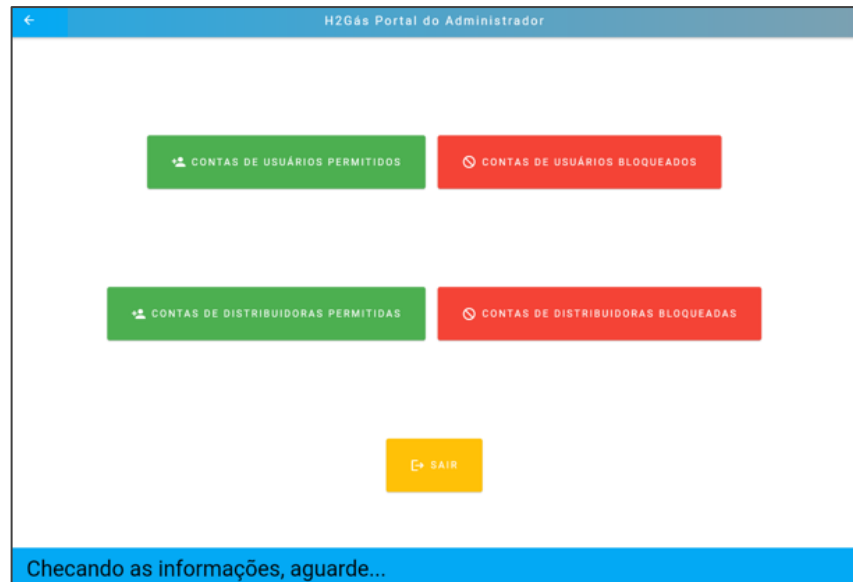 H2Gás Portal do Administrador
CONTAS DE USUÁRIOS PERMITIDOS
CONTAS DE USUÁRIOS BLOQUEADOS
CONTAS DE DISTRIBUIDORAS PERMITIDAS
CONTAS DE DISTRIBUIDORAS BLOQUEADAS
SAIR
Checando as informações, aguarde...